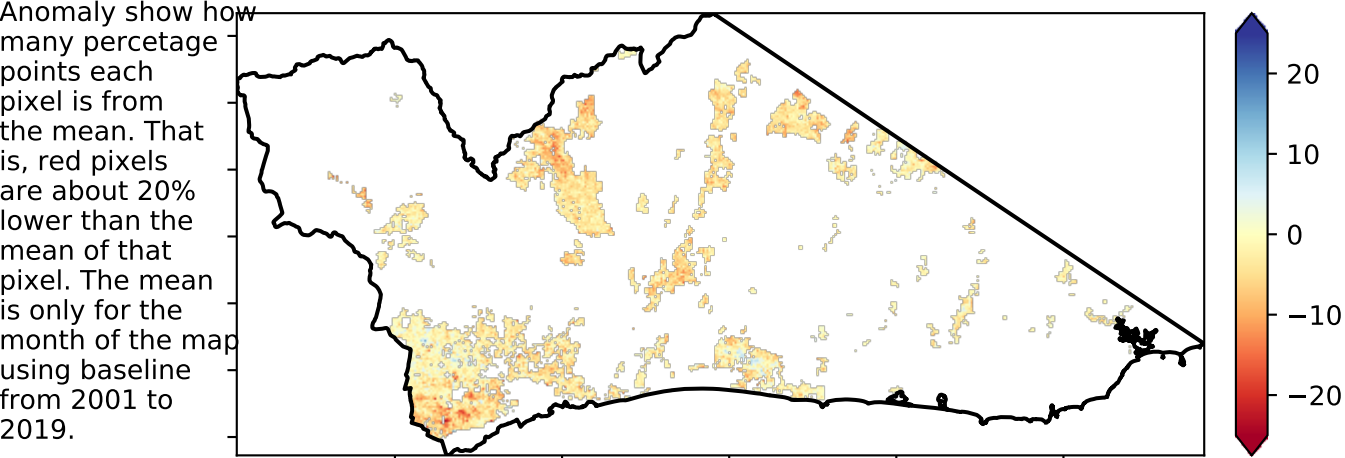 Anomaly show how
many percetage
points each
pixel is from
the mean. That
is, red pixels
are about 20%
lower than the
mean of that
pixel. The mean
is only for the
month of the map
using baseline
from 2001 to
2019.
20
10
0
−10
−20